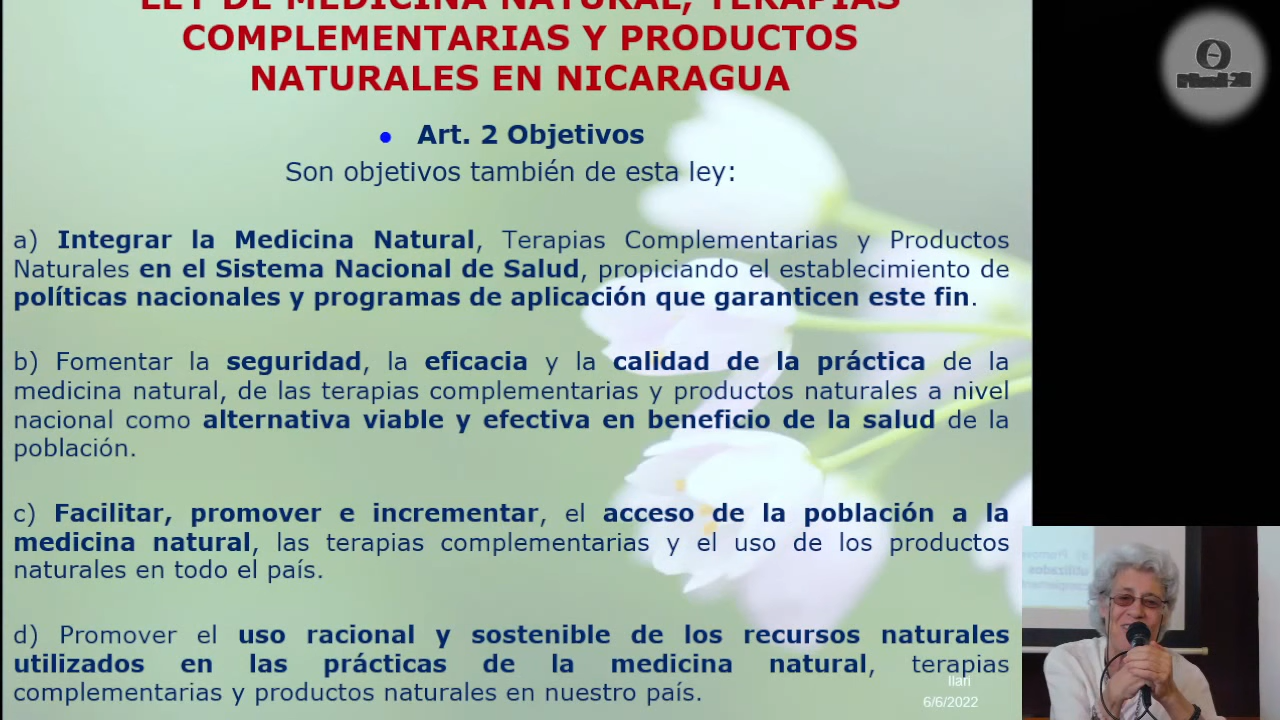 LEY DE MEDICINA NATURAL, TERAPIAS
COMPLEMENTARIAS Y PRODUCTOS
NATURALES EN NICARAGUA
● Art. 2 Objetivos
Son objetivos también de esta ley:
a) Integrar la Medicina Natural, Terapias Complementarias y Productos
Naturales en el Sistema Nacional de Salud, propiciando el establecimiento de
políticas nacionales y programas de aplicación que garanticen este fin.
b) Fomentar la seguridad, la eficacia y la calidad de la práctica de la
medicina natural, de las terapias complementarias y productos naturales a nivel
nacional como alternativa viable y efectiva en beneficio de la salud de la
población.
c) Facilitar, promover e incrementar, el acceso de la población a la
medicina natural, las terapias complementarias y el uso de los productos
naturales en todo el país.
d) Promover el uso racional y sostenible de los recursos naturales
utilizados en las prácticas de la medicina natural, terapias
complementarias y productos naturales en nuestro país.
Ilari
6/6/2022